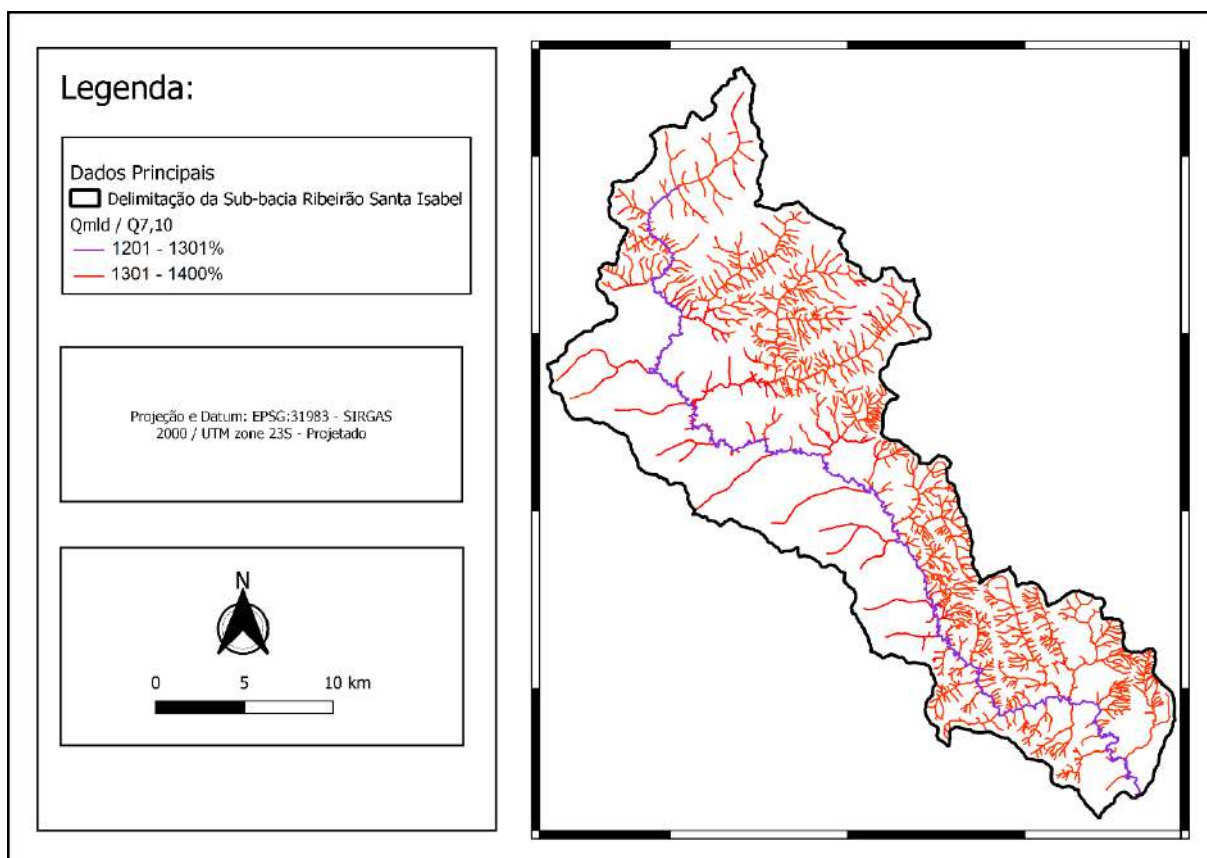 Legenda:
Dados Principais
Delimitação da Sub-bacia Ribeirão Santa Isabel
Qmld / Q7,10
1201 - 1301%
1301 - 1400%
Projeção e Datum: EPSG:31983 - SIRGAS
2000 / UTM zone 23S - Projetado
N
0 5 10 km